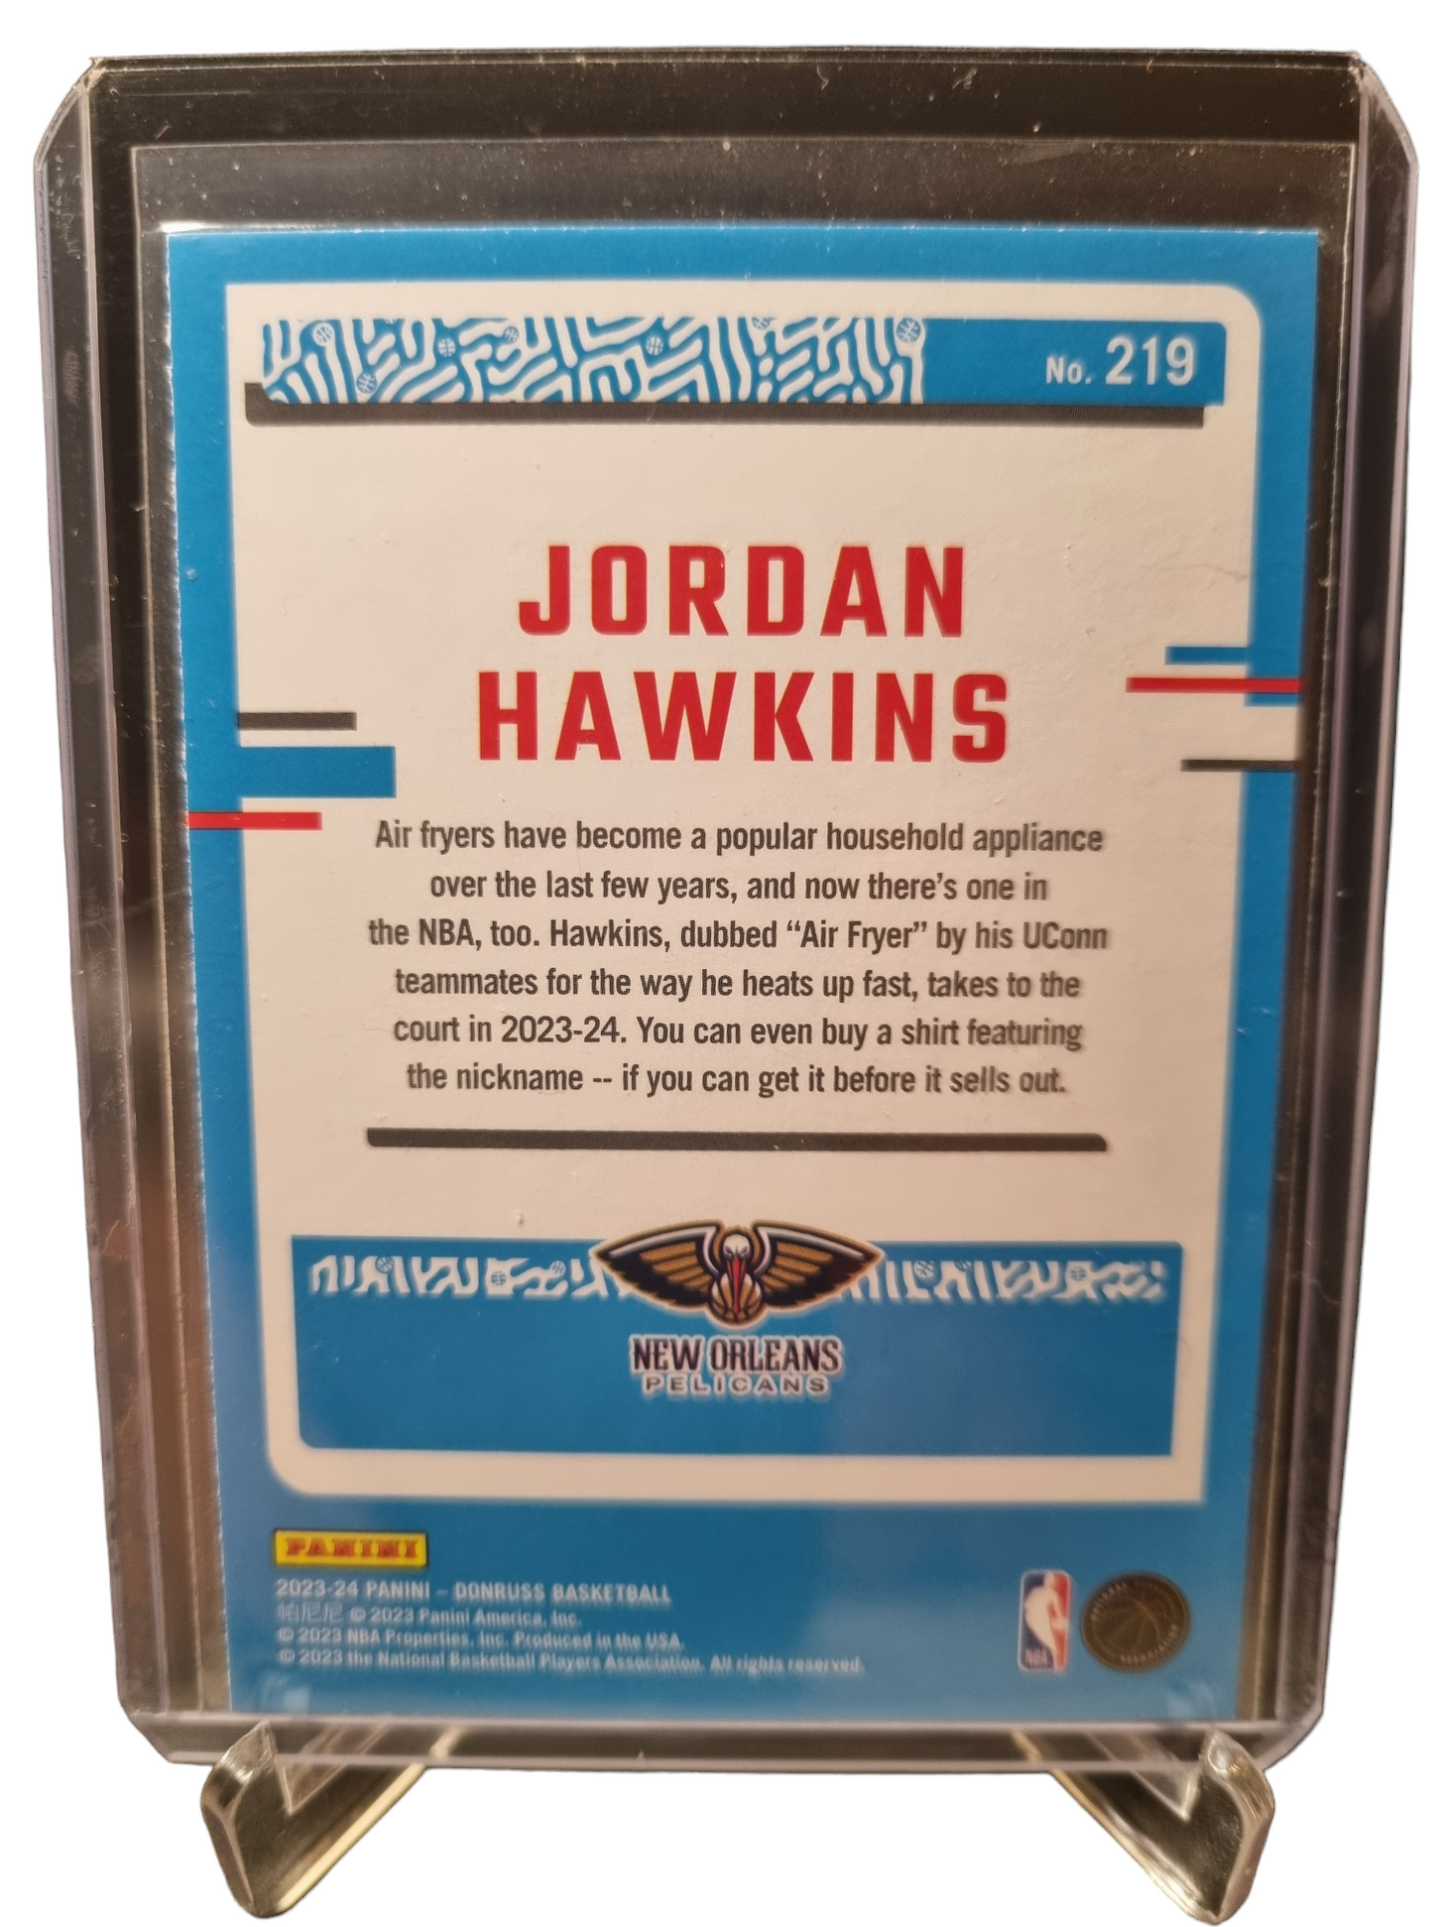 No. 219
JORDAN
HAWKINS
Air fryers have become a popular household appliance
over the last few years, and now there's one in
the NBA, too. Hawkins, dubbed “Air Fryer” by his UConn
teammates for the way he heats up fast, takes to the
court in 2023-24. You can even buy a shirt featuring
the nickname -- if you can get it before it sells out.
NEW ORLEANS
PELICANS
PANINI
2023-24 PANINI – DONRUSS BASKETBALL
帕尼尼 © 2023 Panini America, Inc.
© 2023 NBA Properties, Inc. Produced in the USA.
© 2023 the National Basketball Players Association. All rights reserved.
NBA